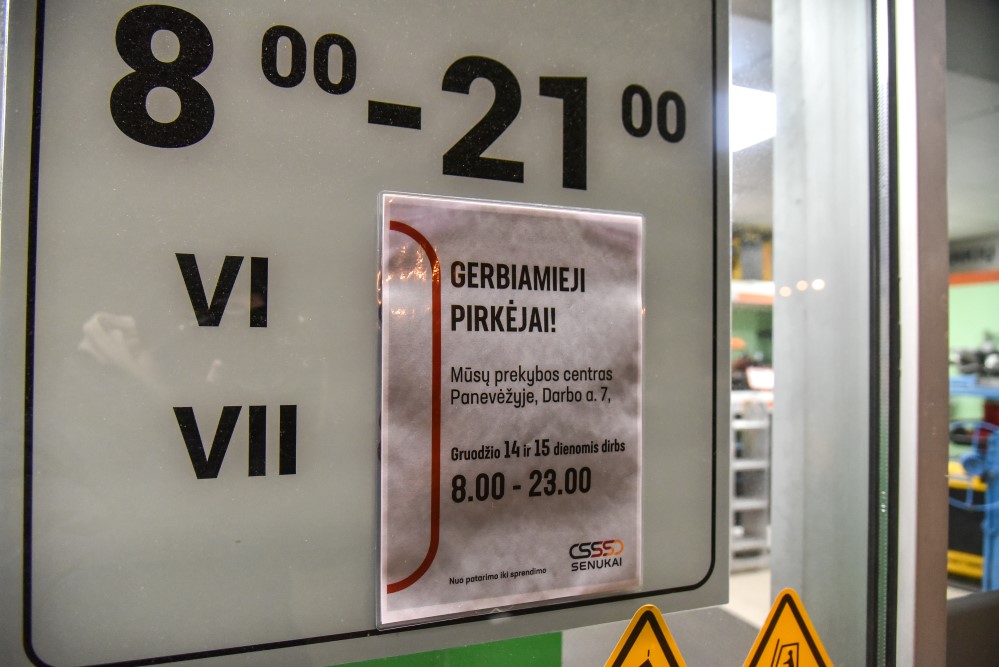 8 00 - 21 00
VI
VII
GERBIAMIEJI
PIRKĖJAI!
Mūsų prekybos centras
Panevėžyje, Darbo a. 7,
Gruodžio 14 ir 15 dienomis dirbs
8.00 - 23.00
SENUKAI
Nuo patarimo iki sprendimo